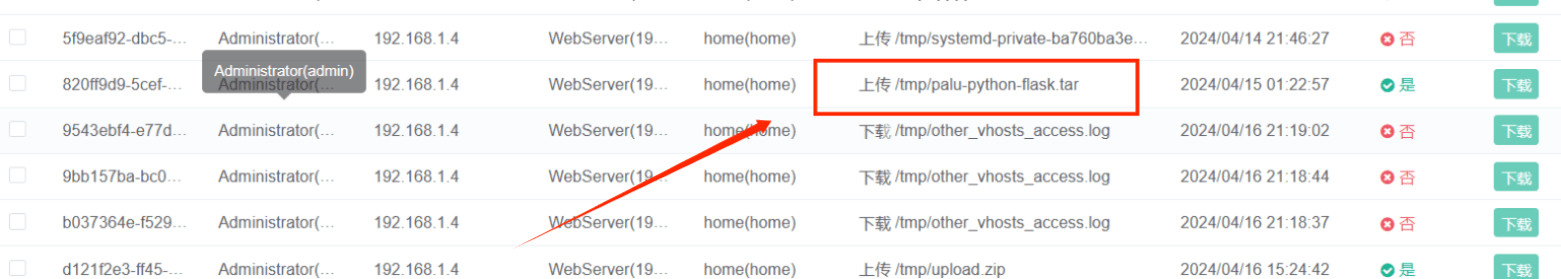 5f9eaf92-dbc5-... Administrator(... 192.168.1.4 WebServer(19... home(home) 上传 /tmp/systemd-private-ba760ba3e... 2024/04/14 21:46:27 否 下载
Administrator(admin)
820ff9d9-5cef-... Administrator(... 192.168.1.4 WebServer(19... home(home) 上传 /tmp/palu-python-flask.tar 2024/04/15 01:22:57 是 下载
9543ebf4-e77d... Administrator(... 192.168.1.4 WebServer(19... home(home) 下载 /tmp/other_vhosts_access.log 2024/04/16 21:19:02 否 下载
9bb157ba-bc0... Administrator(... 192.168.1.4 WebServer(19... home(home) 下载 /tmp/other_vhosts_access.log 2024/04/16 21:18:44 否 下载
b037364e-f529... Administrator(... 192.168.1.4 WebServer(19... home(home) 下载 /tmp/other_vhosts_access.log 2024/04/16 21:18:37 否 下载
d121f2e3-ff45-... Administrator(... 192.168.1.4 WebServer(19... home(home) 上传 /tmp/upload.zip 2024/04/16 15:24:42 是 下载